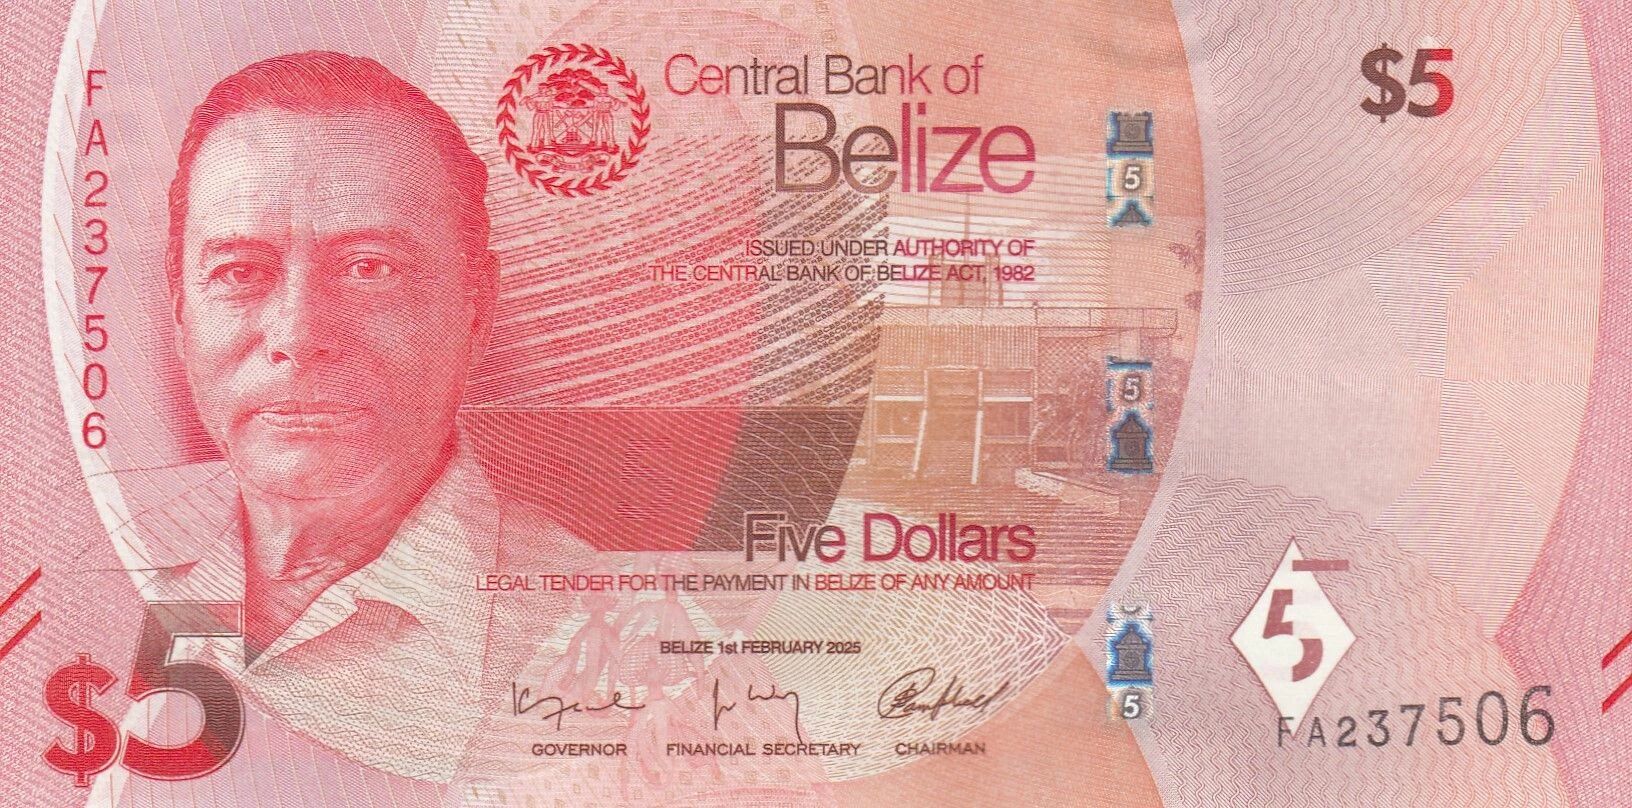 FA237506
Central Bank of
Belize
$5
5
ISSUED UNDER AUTHORITY OF
THE CENTRAL BANK OF BELIZE ACT, 1982
5
5
Five Dollars
LEGAL TENDER FOR THE PAYMENT IN BELIZE OF ANY AMOUNT
BELIZE 1st FEBRUARY 2025
$5
5
5
GOVERNOR FINANCIAL SECRETARY CHAIRMAN
FA237506